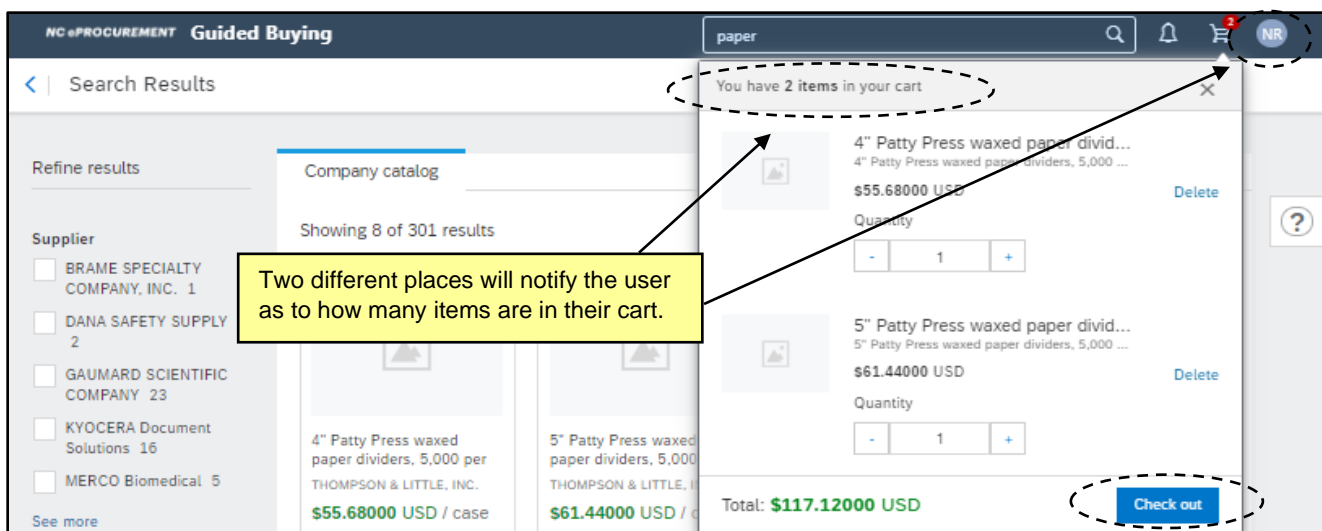 NC ePROCUREMENT Guided Buying
paper
2
NR
Search Results
You have 2 items in your cart
Refine results
Company catalog
Showing 8 of 301 results
Supplier
BRAME SPECIALTY
COMPANY, INC. 1
DANA SAFETY SUPPLY
2
GAUMARD SCIENTIFIC
COMPANY 23
KYOCERA Document
Solutions 16
MERCO Biomedical 5
See more
Two different places will notify the user
as to how many items are in their cart.
4" Patty Press waxed
paper dividers, 5,000 per
THOMPSON & LITTLE, INC.
$55.68000 USD / case
5" Patty Press waxed
paper dividers, 5,000
THOMPSON & LITTLE,
$61.44000 USD /
4" Patty Press waxed paper divid...
4" Patty Press waxed paper dividers, 5,000 ...
$55.68000 USD
Delete
Quantity
- 1 +
5" Patty Press waxed paper divid...
5" Patty Press waxed paper dividers, 5,000 ...
$61.44000 USD
Delete
Quantity
- 1 +
Total: $117.12000 USD
Check out
?